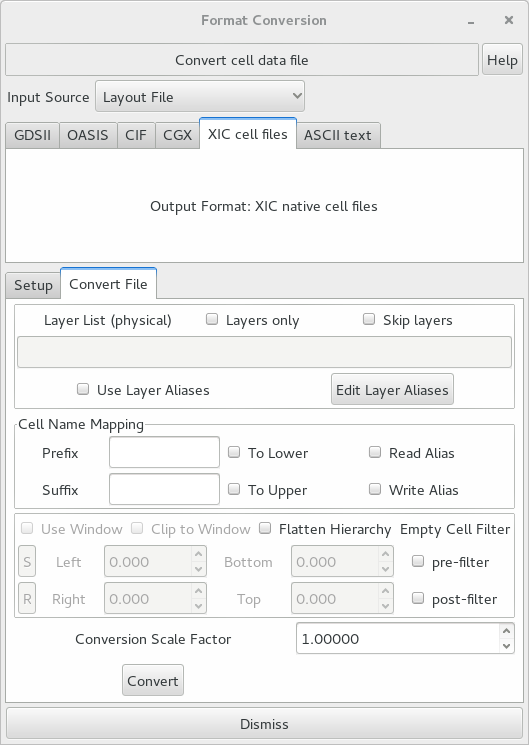 Format Conversion
Convert cell data file Help
Input Source Layout File
GDSII OASIS CIF CGX XIC cell files ASCII text
Output Format: XIC native cell files
Setup Convert File
Layer List (physical) Layers only Skip layers
Use Layer Aliases Edit Layer Aliases
Cell Name Mapping
Prefix To Lower Read Alias
Suffix To Upper Write Alias
Use Window Clip to Window Flatten Hierarchy Empty Cell Filter
S Left 0.000 Bottom 0.000 pre-filter
R Right 0.000 Top 0.000 post-filter
Conversion Scale Factor 1.00000
Convert
Dismiss